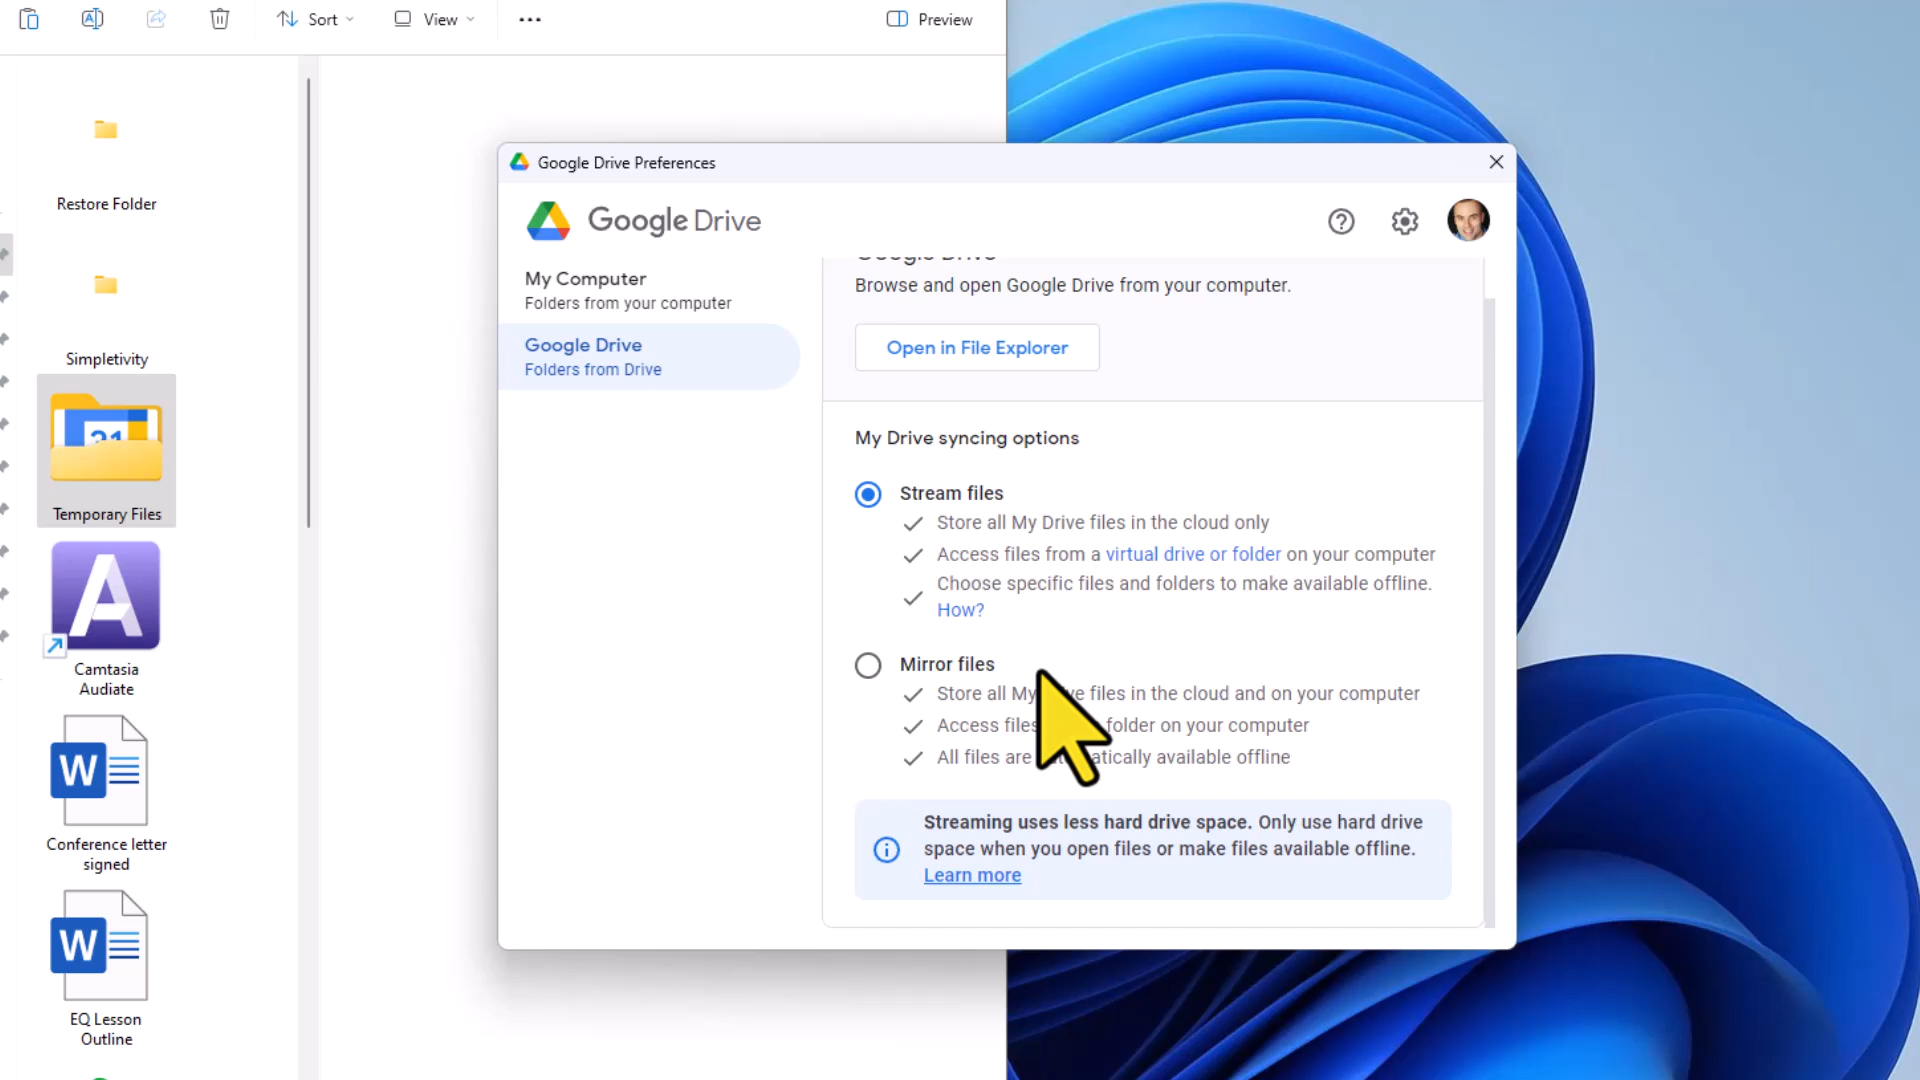 Sort
View
Preview
Restore Folder
Simpletivity
Temporary Files
Camtasia
Audiate
Conference letter
signed
EQ Lesson
Outline
Google Drive Preferences
Google Drive
My Computer
Folders from your computer
Google Drive
Folders from Drive
Google Drive
Browse and open Google Drive from your computer.
Open in File Explorer
My Drive syncing options
Stream files
Store all My Drive files in the cloud only
Access files from a virtual drive or folder on your computer
Choose specific files and folders to make available offline.
How?
Mirror files
Store all My files in the cloud and on your computer
Access files folder on your computer
All files are available offline
Streaming uses less hard drive space. Only use hard drive
space when you open files or make files available offline.
Learn more